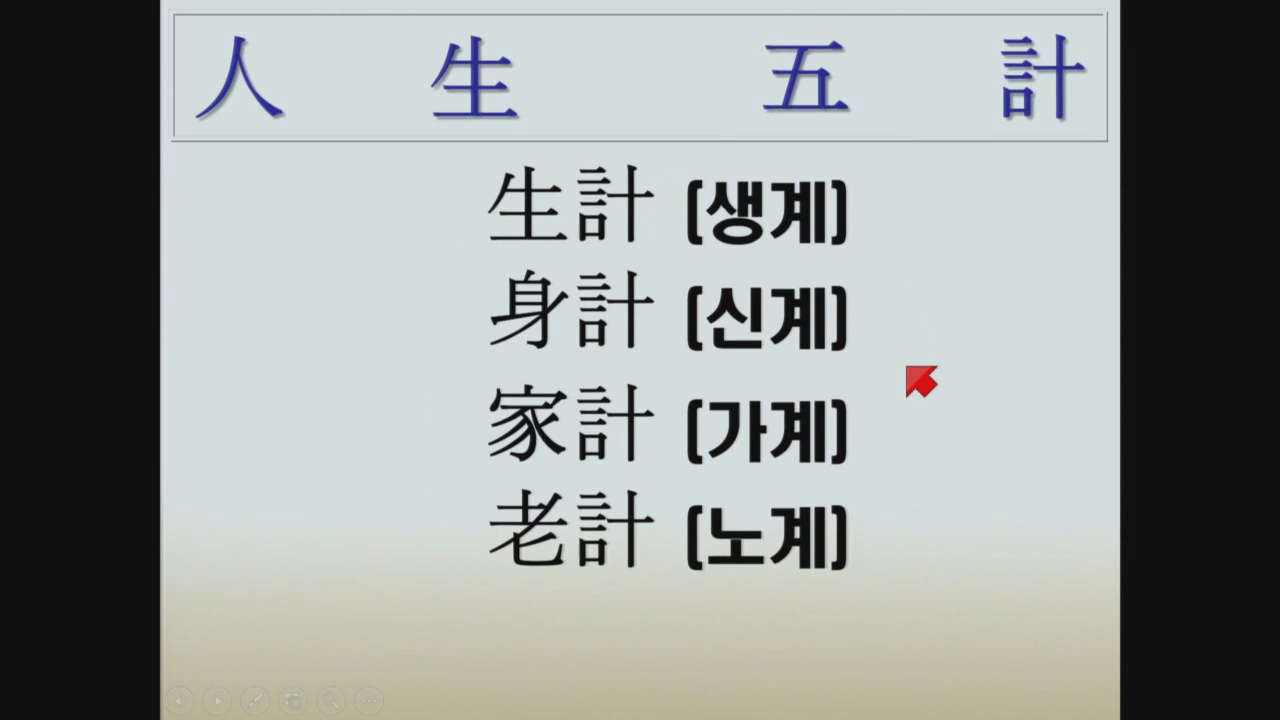 人 生 五 計
生計 [생계]
身計 [신계]
家計 [가계]
老計 [노계]